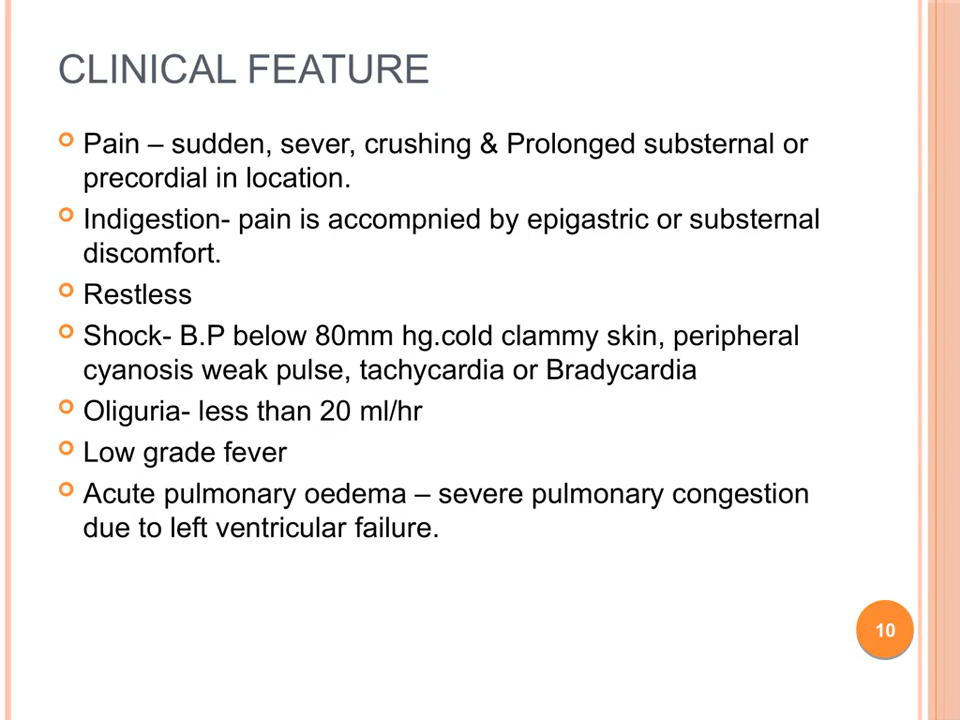 CLINICAL FEATURE
Pain – sudden, sever, crushing & Prolonged substernal or
precordial in location.
Indigestion- pain is accompnied by epigastric or substernal
discomfort.
Restless
Shock- B.P below 80mm hg.cold clammy skin, peripheral
cyanosis weak pulse, tachycardia or Bradycardia
Oliguria- less than 20 ml/hr
Low grade fever
Acute pulmonary oedema – severe pulmonary congestion
due to left ventricular failure.
10